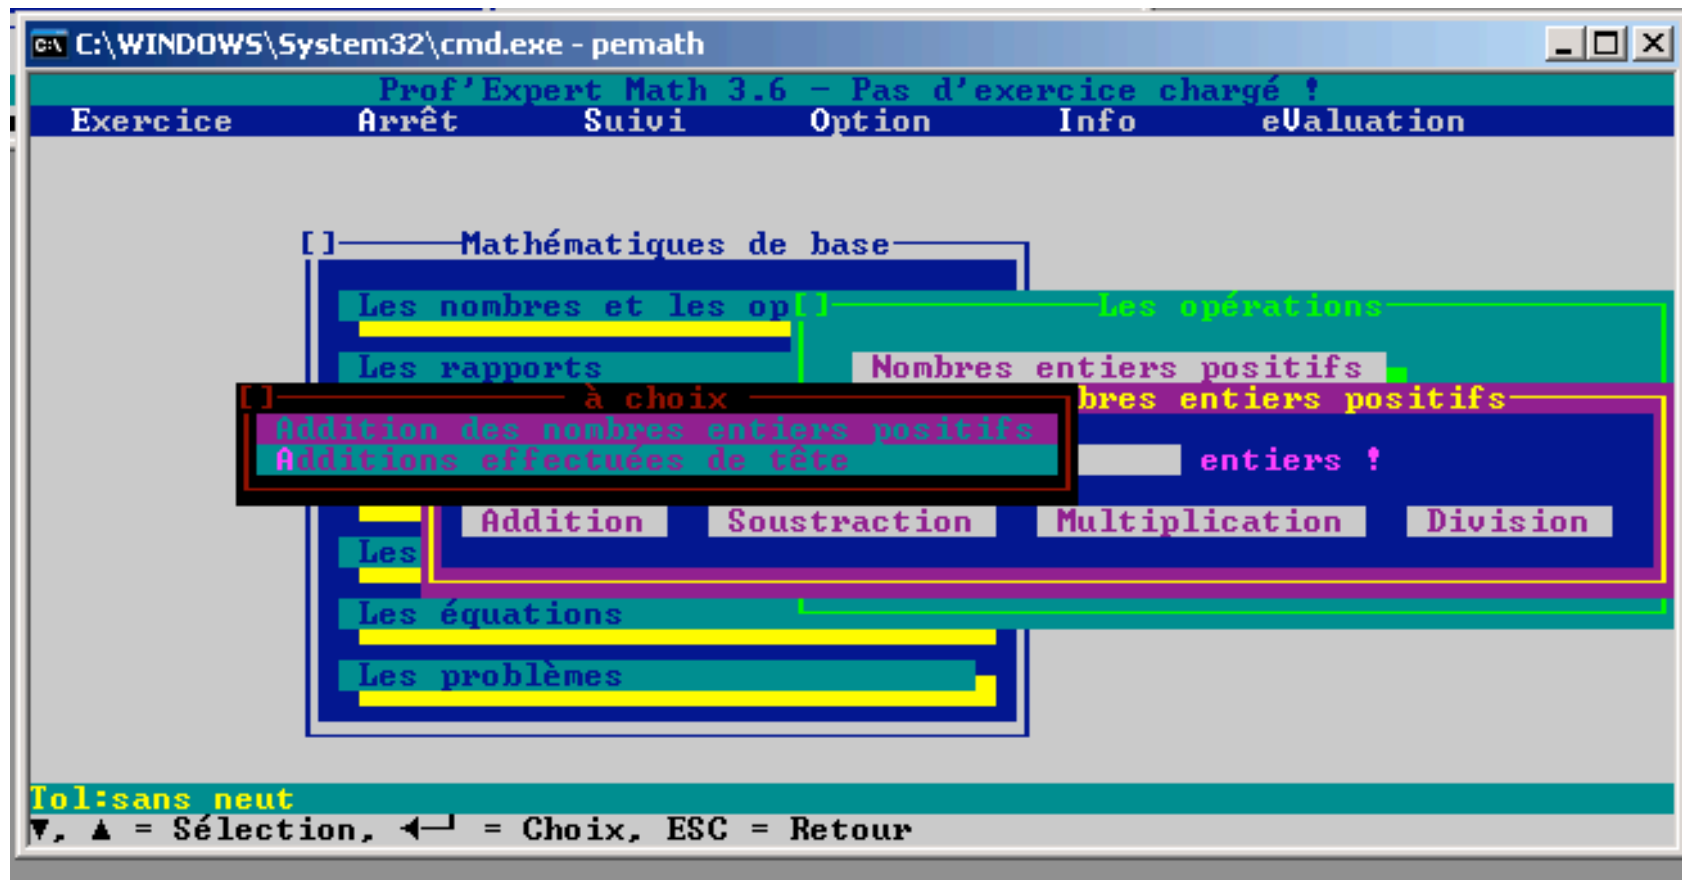 C:\WINDOWS\System32\cmd.exe - pemath
Prof'Expert Math 3.6 - Pas d'exercice chargé !
Exercice Arrêt Suivi Option Info eValuation
[ ] Mathématiques de base
Les nombres et les op
[ ] Les opérations
Les rapports
Nombres entiers positifs
[ ] à choix
bres entiers positifs
Addition des nombres entiers positifs
Additions effectuées de tête
entiers !
Addition Soustraction Multiplication Division
Les
Les équations
Les problèmes
Tol:sans neut
▼, ▲ = Sélection, ◄─┘ = Choix, ESC = Retour